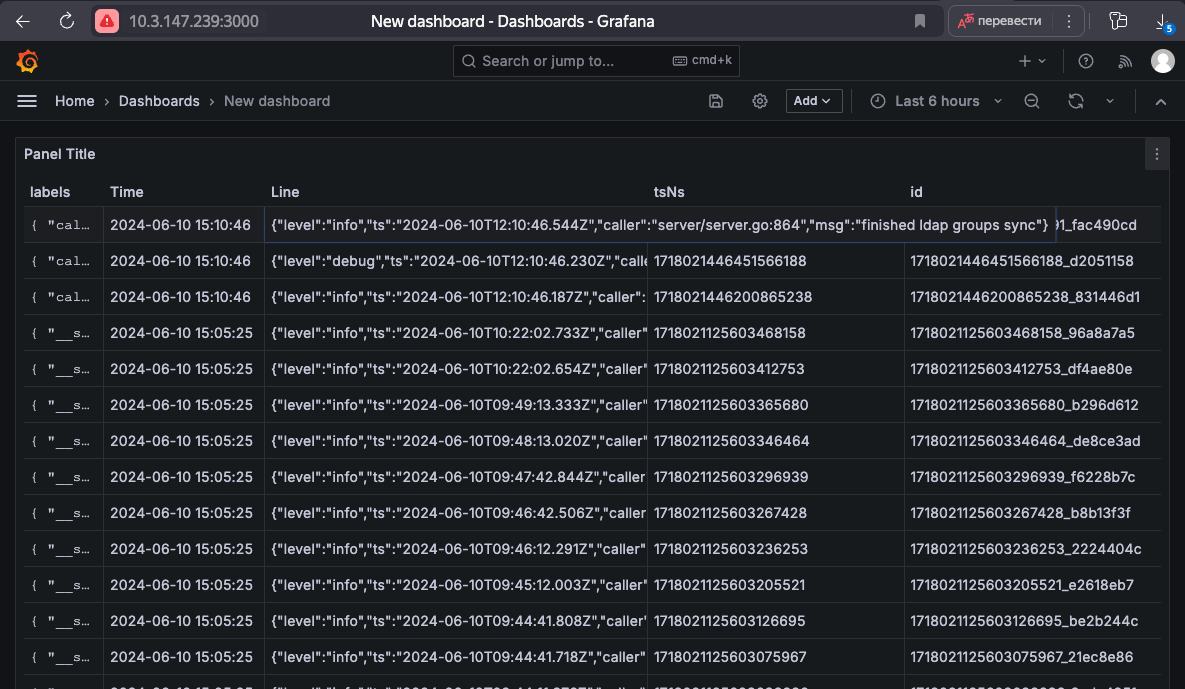 10.3.147.239:3000
New dashboard - Dashboards - Grafana
перевести
5
Search or jump to...
cmd+k
Home › Dashboards › New dashboard
Add
Last 6 hours
Panel Title
labels Time Line tsNs id
{ "cal… 2024-06-10 15:10:46 {"level":"info","ts":"2024-06-10T12:10:46.544Z","caller":"server/server.go:864","msg":"finished ldap groups sync"} 91_fac490cd
{ "cal… 2024-06-10 15:10:46 {"level":"debug","ts":"2024-06-10T12:10:46.230Z","calle 1718021446451566188 1718021446451566188_d2051158
{ "cal… 2024-06-10 15:10:46 {"level":"info","ts":"2024-06-10T12:10:46.187Z","caller": 1718021446200865238 1718021446200865238_831446d1
{ "__s… 2024-06-10 15:05:25 {"level":"info","ts":"2024-06-10T10:22:02.733Z","caller" 1718021125603468158 1718021125603468158_96a8a7a5
{ "__s… 2024-06-10 15:05:25 {"level":"info","ts":"2024-06-10T10:22:02.654Z","caller" 1718021125603412753 1718021125603412753_df4ae80e
{ "__s… 2024-06-10 15:05:25 {"level":"info","ts":"2024-06-10T09:49:13.333Z","caller" 1718021125603365680 1718021125603365680_b296d612
{ "__s… 2024-06-10 15:05:25 {"level":"info","ts":"2024-06-10T09:48:13.020Z","caller" 1718021125603346464 1718021125603346464_de8ce3ad
{ "__s… 2024-06-10 15:05:25 {"level":"info","ts":"2024-06-10T09:47:42.844Z","caller 1718021125603296939 1718021125603296939_f6228b7c
{ "__s… 2024-06-10 15:05:25 {"level":"info","ts":"2024-06-10T09:46:42.506Z","caller 1718021125603267428 1718021125603267428_b8b13f3f
{ "__s… 2024-06-10 15:05:25 {"level":"info","ts":"2024-06-10T09:46:12.291Z","caller" 1718021125603236253 1718021125603236253_2224404c
{ "__s… 2024-06-10 15:05:25 {"level":"info","ts":"2024-06-10T09:45:12.003Z","caller" 1718021125603205521 1718021125603205521_e2618eb7
{ "__s… 2024-06-10 15:05:25 {"level":"info","ts":"2024-06-10T09:44:41.808Z","caller" 1718021125603126695 1718021125603126695_be2b244c
{ "__s… 2024-06-10 15:05:25 {"level":"info","ts":"2024-06-10T09:44:41.718Z","caller" 1718021125603075967 1718021125603075967_21ec8e86